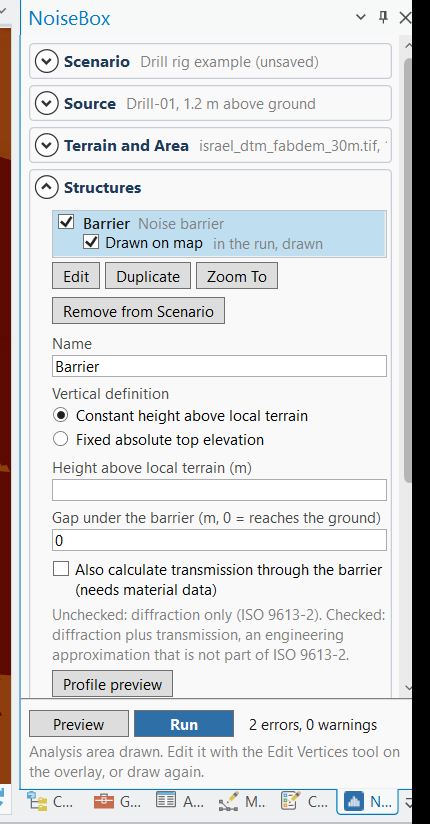 NoiseBox
Scenario Drill rig example (unsaved)
Source Drill-01, 1.2 m above ground
Terrain and Area israel_dtm_fabdem_30m.tif,
Structures
Barrier Noise barrier
Drawn on map in the run, drawn
Edit Duplicate Zoom To
Remove from Scenario
Name
Barrier
Vertical definition
Constant height above local terrain
Fixed absolute top elevation
Height above local terrain (m)
Gap under the barrier (m, 0 = reaches the ground)
0
Also calculate transmission through the barrier
(needs material data)
Unchecked: diffraction only (ISO 9613-2). Checked:
diffraction plus transmission, an engineering
approximation that is not part of ISO 9613-2.
Profile preview
Preview Run 2 errors, 0 warnings
Analysis area drawn. Edit it with the Edit Vertices tool on
the overlay, or draw again.
C... G... A... M... C... N...